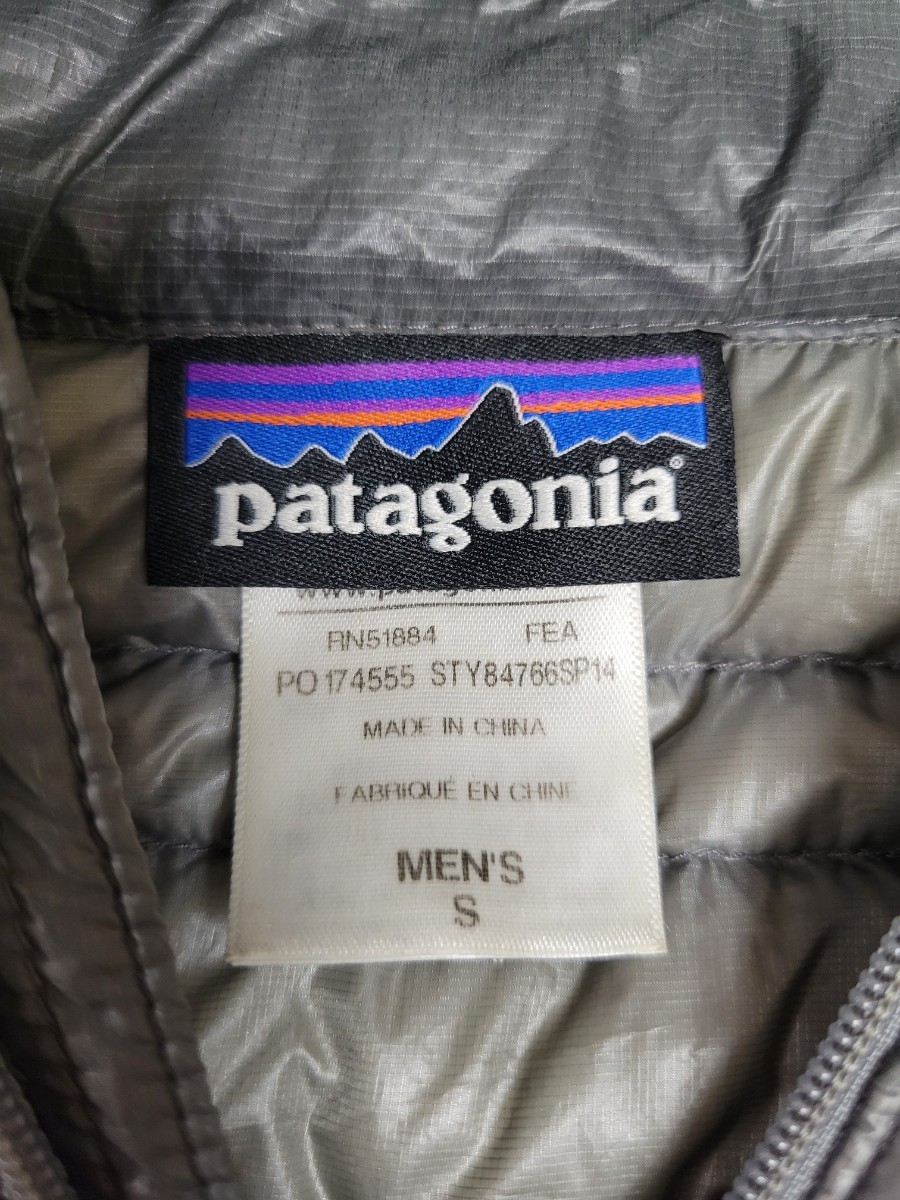 patagonia®
RN51884 FEA
PO 174555 STY84766SP14
MADE IN CHINA
FABRIQUÉ EN CHINE
MEN'S
S